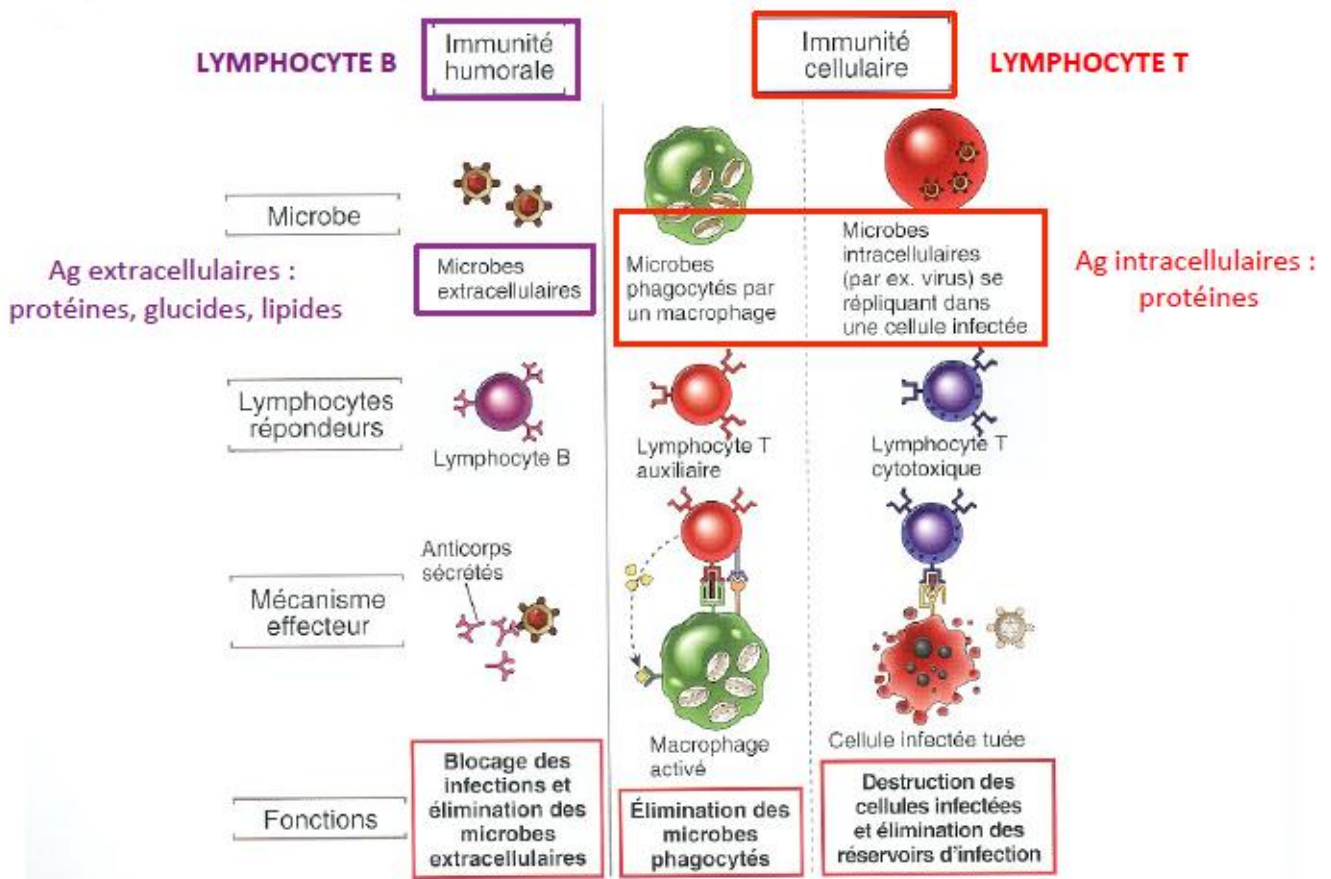 LYMPHOCYTE B
Immunité
humorale
Immunité
cellulaire
LYMPHOCYTE T
Microbe
Ag extracellulaires :
protéines, glucides, lipides
Microbes
extracellulaires
Microbes
phagocytés par
un macrophage
Microbes
intracellulaires
(par ex. virus) se
répliquant dans
une cellule infectée
Ag intracellulaires :
protéines
Lymphocytes
répondeurs
Lymphocyte B
Lymphocyte T
auxiliaire
Lymphocyte T
cytotoxique
Mécanisme
effecteur
Anticorps
sécrétés
Macrophage
activé
Cellule infectée tuée
Fonctions
Blocage des
infections et
élimination des
microbes
extracellulaires
Élimination des
microbes
phagocytés
Destruction des
cellules infectées
et élimination des
réservoirs d'infection